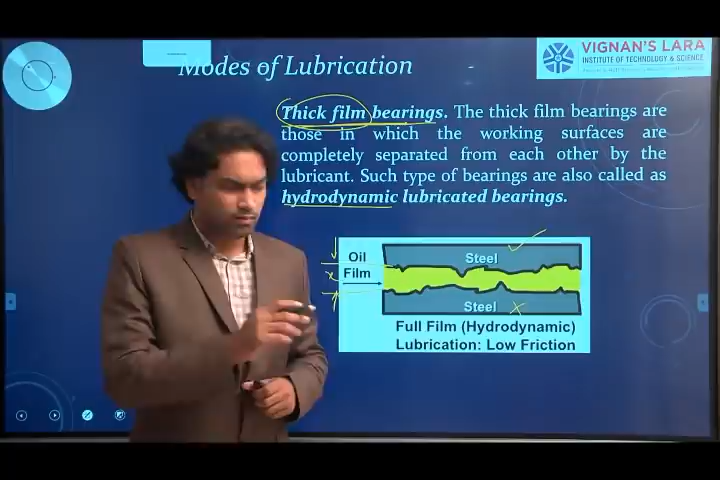 Modes of Lubrication
VIGNAN'S LARA
INSTITUTE OF TECHNOLOGY & SCIENCE
Thick film bearings. The thick film bearings are
those in which the working surfaces are
completely separated from each other by the
lubricant. Such type of bearings are also called as
hydrodynamic lubricated bearings.
Steel
Oil
Film
Steel
Full Film (Hydrodynamic)
Lubrication: Low Friction